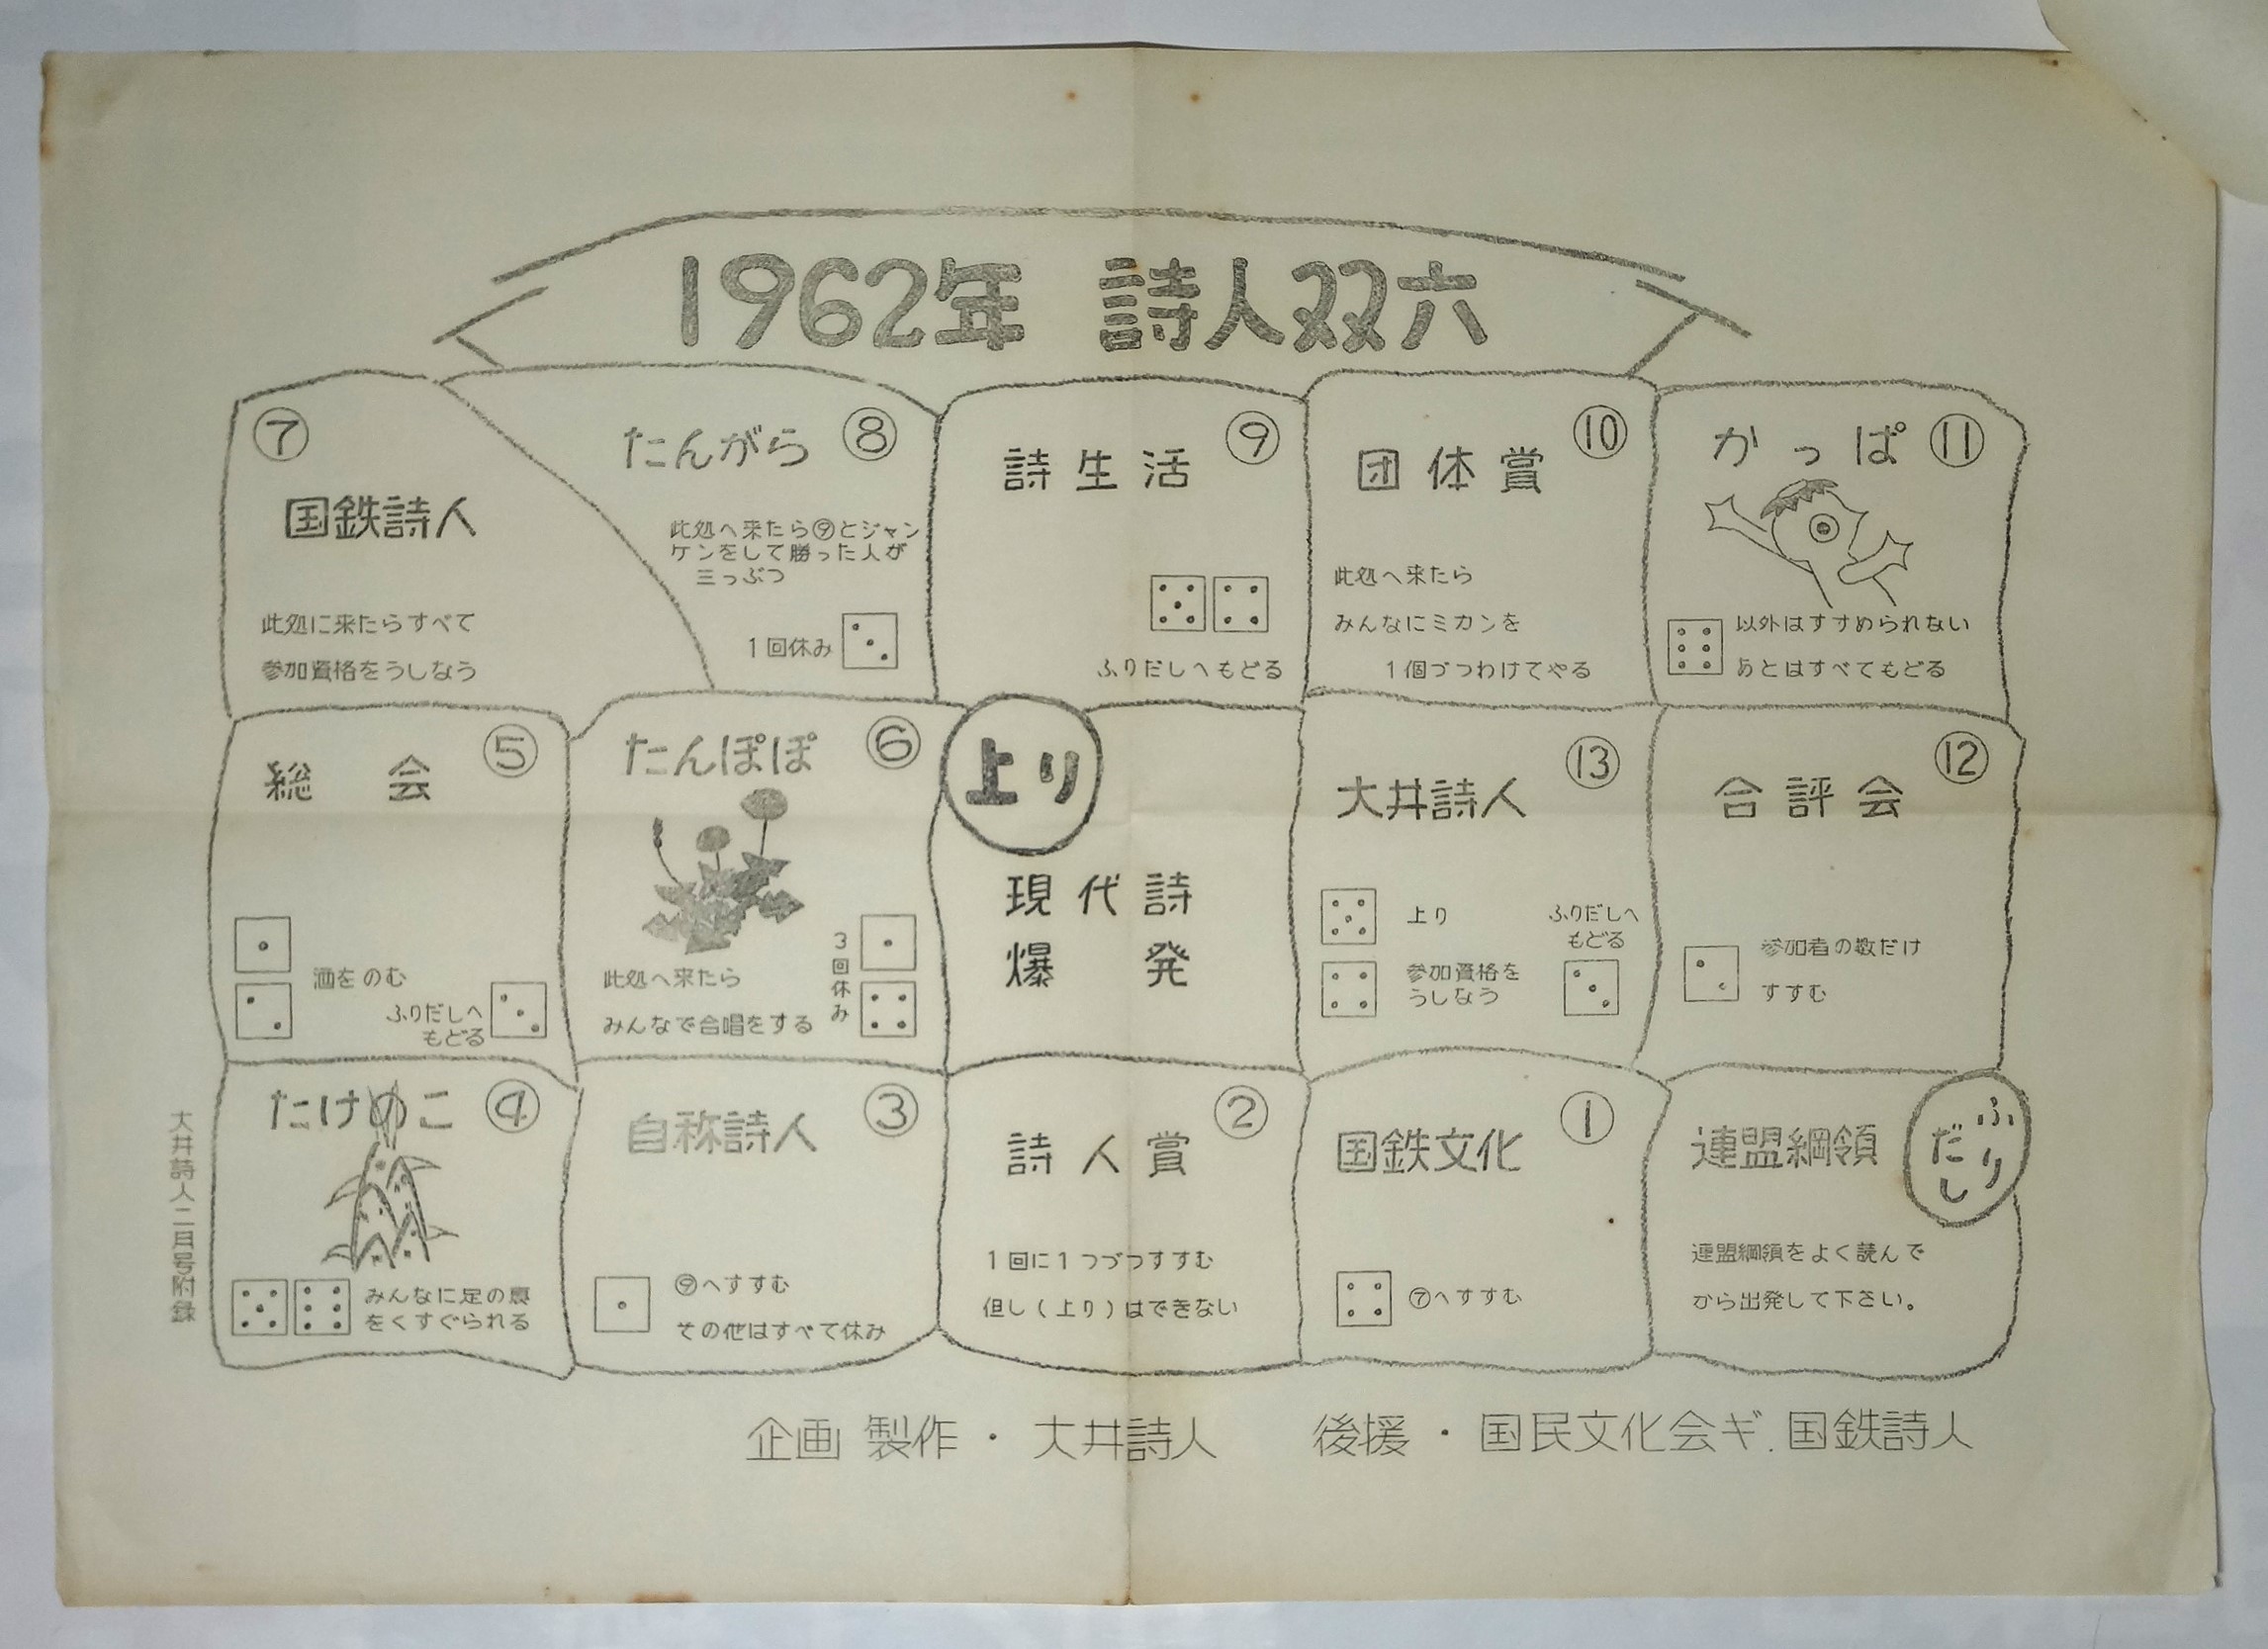 1962年 詩人双六
⑦
国鉄詩人
此処に来たらすべて
参加資格をうしなう
たんがら ⑧
此処へ来たら⑨とジャン
ケンをして勝った人が
三っぶつ
1回休み
詩生活 ⑨
ふりだしへもどる
団体賞 ⑩
此処へ来たら
みんなにミカンを
1個づつわけてやる
かっぱ ⑪
以外はすすめられない
あとはすべてもどる
総会 ⑤
酒をのむ
ふりだしへ
もどる
たんぽぽ ⑥
此処へ来たら
みんなで合唱をする
3回休み
上り
現代詩
爆発
大井詩人 ⑬
上り
ふりだしへ
もどる
参加資格を
うしなう
合評会 ⑫
参加者の数だけ
すすむ
たけのこ ④
みんなに足の裏
をくすぐられる
自称詩人 ③
⑨へすすむ
その他はすべて休み
詩人賞 ②
1回に1つづつすすむ
但し(上り)はできない
国鉄文化 ①
⑦へすすむ
連盟綱領
ふり
だし
連盟綱領をよく読んで
から出発して下さい。
大井詩人二月号附録
企画 製作・大井詩人 後援・国民文化会ギ.国鉄詩人